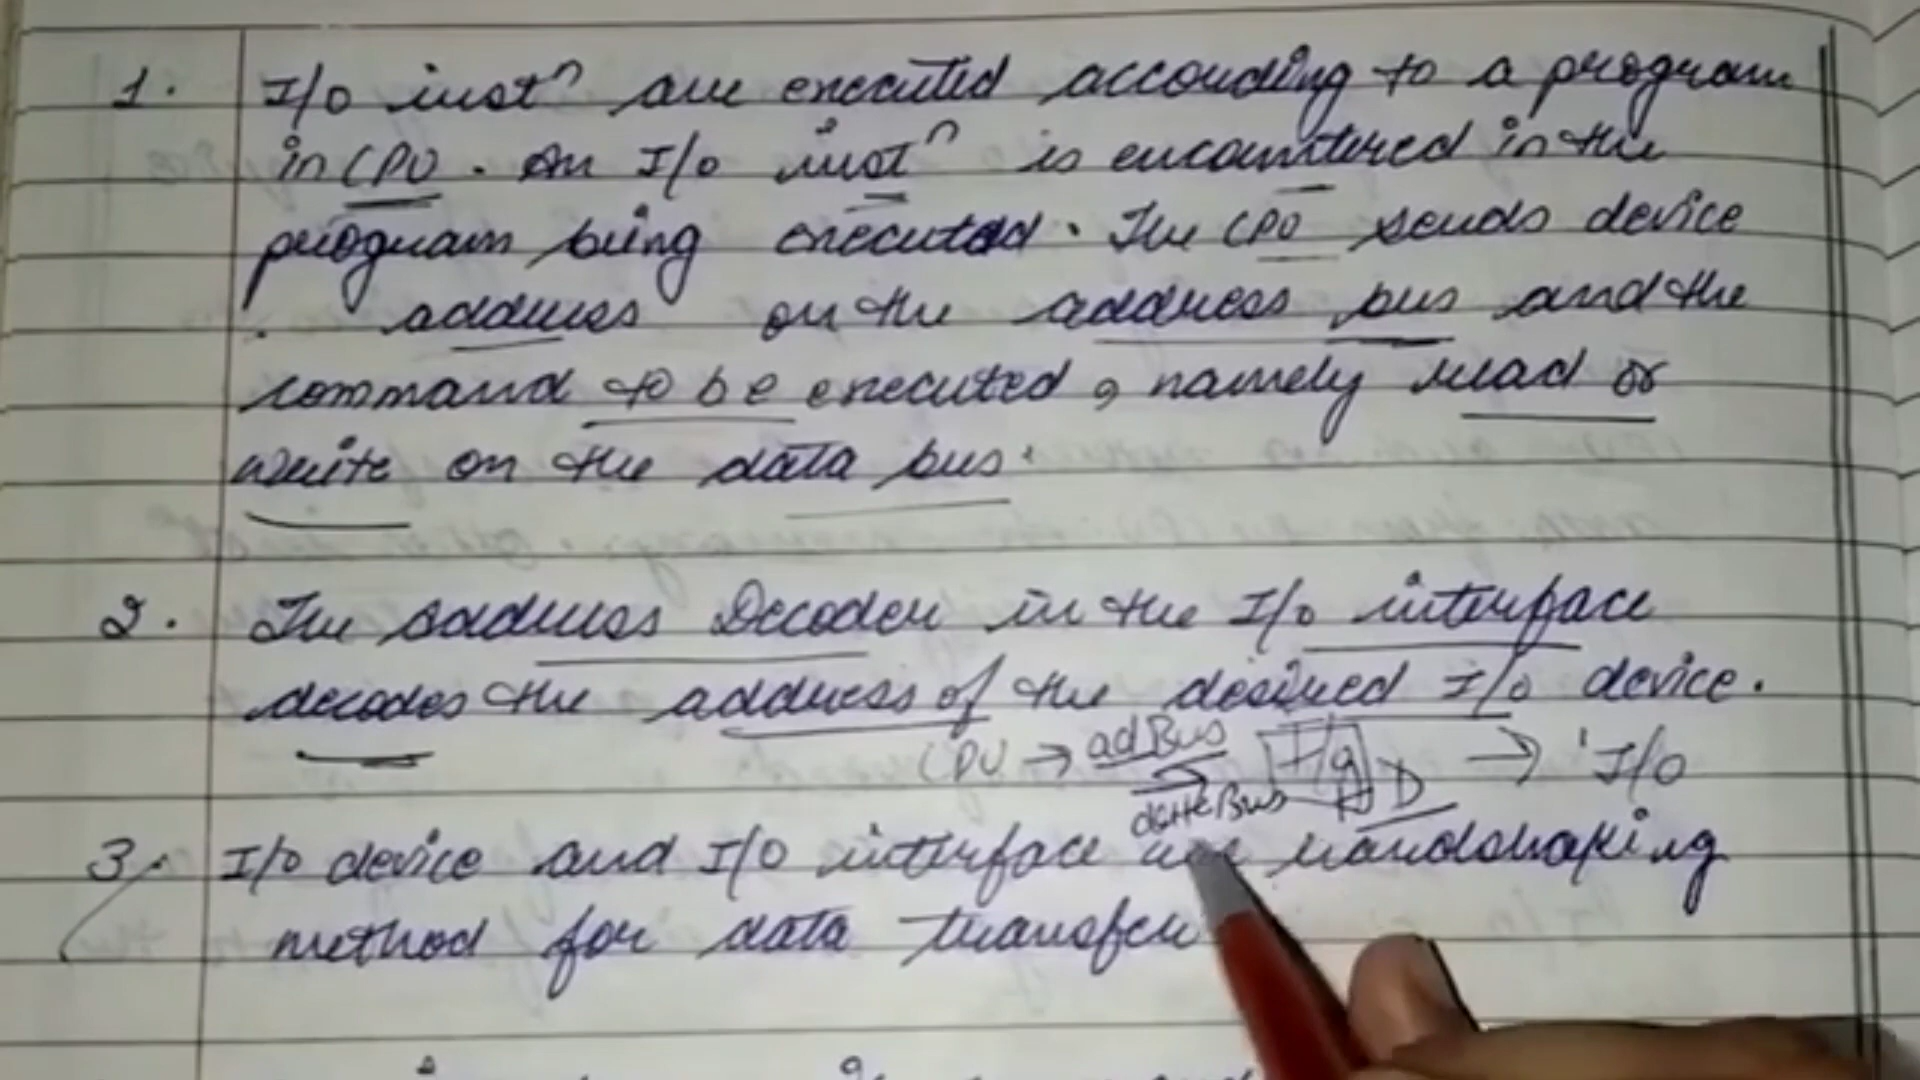 1. I/o instⁿ are executed according to a program
in CPU. An I/o instⁿ is encountered in the
program being executed. The CPU sends device
address on the address bus and the
command to be executed, namely read or
write on the data bus.
2. The address Decoder in the I/o interface
decodes the address of the desired I/o device.
CPU → ad Bus D → I/O
data Bus
3. I/o device and I/O interface use handshaking
method for data transfer